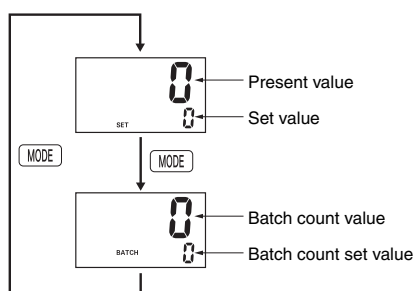 0
Present value
0
Set value
SET
MODE
MODE
0
Batch count value
0
Batch count set value
BATCH